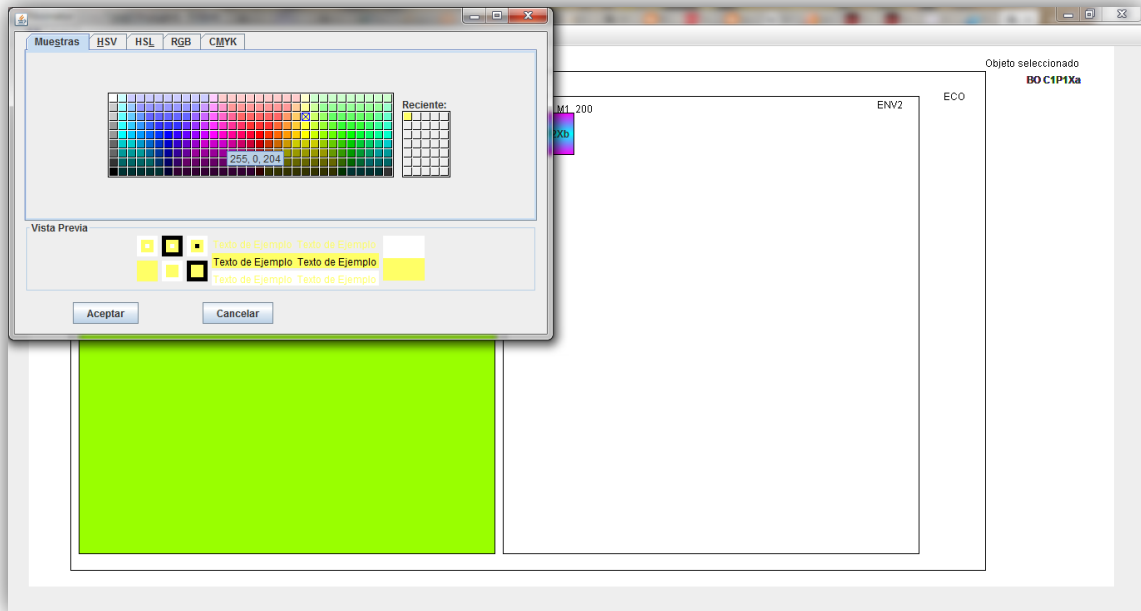 Muestras HSV HSL RGB CMYK
Reciente:
255, 0, 204
Vista Previa
Texto de Ejemplo Texto de Ejemplo
Texto de Ejemplo Texto de Ejemplo
Texto de Ejemplo Texto de Ejemplo
Aceptar Cancelar
Objeto seleccionado
BO C1P1Xa
ECO
ENV2
M1_200
2Xb